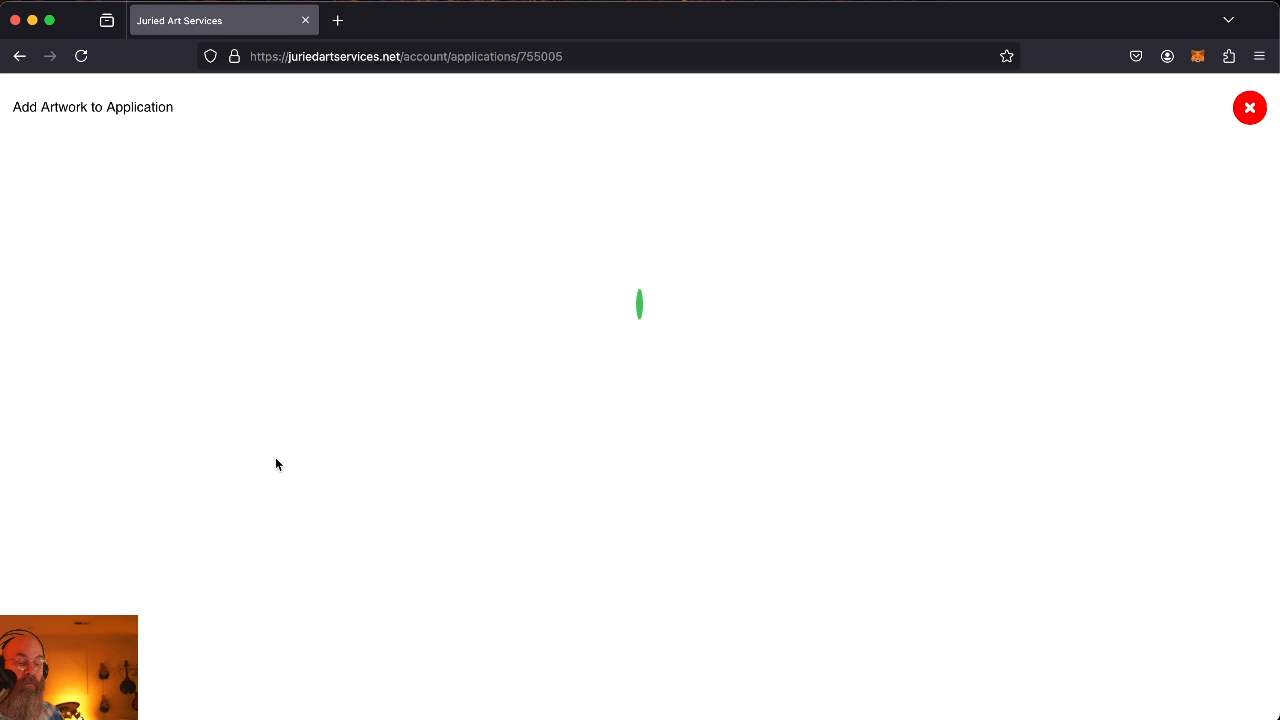 Juried Art Services
https://juriedartservices.net/account/applications/755005
Add Artwork to Application